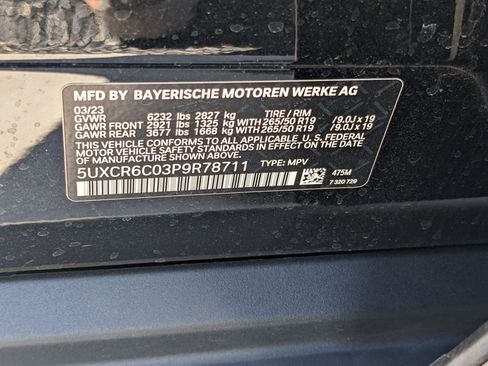 MFD BY BAYERISCHE MOTOREN WERKE AG
03/23
GVWR 6232 lbs 2827 kg TIRE / RIM
GAWR FRONT 2921 lbs 1325 kg WITH 265/50 R19 /9.0J x 19
GAWR REAR 3677 lbs 1668 kg WITH 265/50 R19 /9.0J x 19
THIS VEHICLE CONFORMS TO ALL APPLICABLE U. S. FEDERAL
MOTOR VEHICLE SAFETY STANDARDS IN EFFECT ON THE
DATE OF MANUFACTURE SHOWN ABOVE.
5UXCR6C03P9R78711 TYPE: MPV
475M
7 320 729